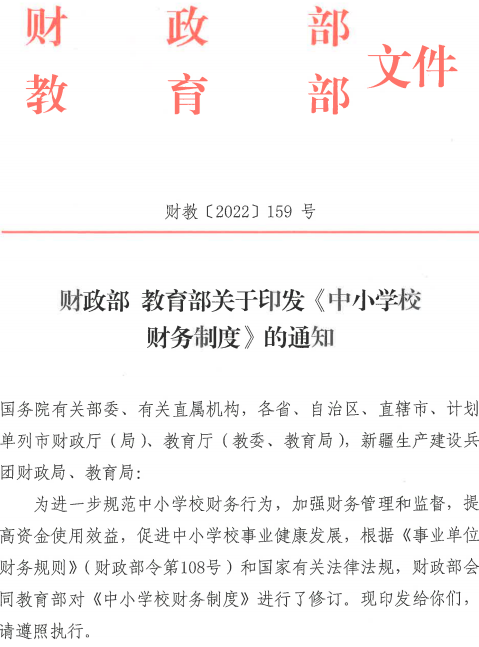 财政部
教育部
文件
财教〔2022〕159 号
财政部 教育部关于印发《中小学校
财务制度》的通知
国务院有关部委、有关直属机构，各省、自治区、直辖市、计划
单列市财政厅（局）、教育厅（教委、教育局），新疆生产建设兵
团财政局、教育局：
为进一步规范中小学校财务行为，加强财务管理和监督，提
高资金使用效益，促进中小学校事业健康发展，根据《事业单位
财务规则》（财政部令第108号）和国家有关法律法规，财政部会
同教育部对《中小学校财务制度》进行了修订。现印发给你们，
请遵照执行。